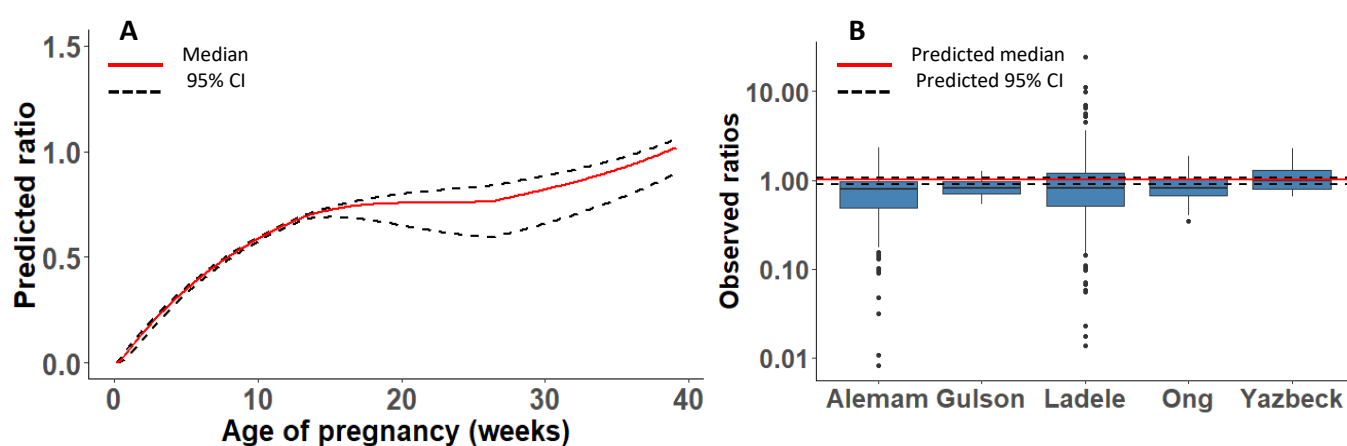 A
Median
95% CI
Predicted ratio
1.5
1.0
0.5
0.0
0 10 20 30 40
Age of pregnancy (weeks)
B
Predicted median
Predicted 95% CI
Observed ratios
10.00
1.00
0.10
0.01
Alemam Gulson Ladele Ong Yazbeck